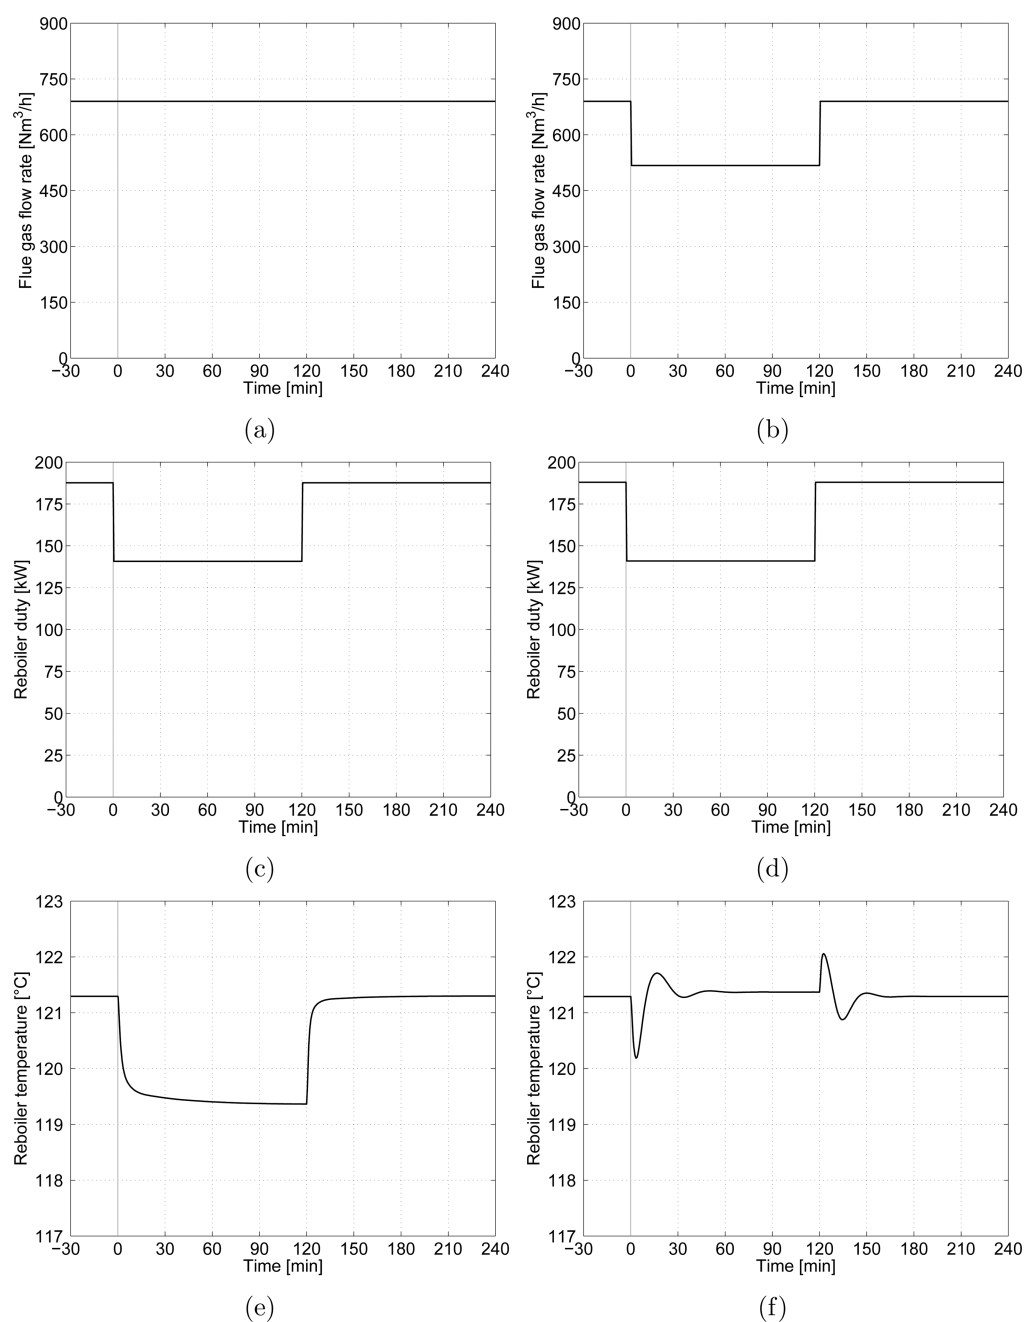 900
750
600
450
300
150
0
Flue gas flow rate [Nm³/h]
−30 0 30 60 90 120 150 180 210 240
Time [min]
(a)
900
750
600
450
300
150
0
Flue gas flow rate [Nm³/h]
−30 0 30 60 90 120 150 180 210 240
Time [min]
(b)
200
175
150
125
100
75
50
25
0
Reboiler duty [kW]
−30 0 30 60 90 120 150 180 210 240
Time [min]
(c)
200
175
150
125
100
75
50
25
0
Reboiler duty [kW]
−30 0 30 60 90 120 150 180 210 240
Time [min]
(d)
123
122
121
120
119
118
117
Reboiler temperature [°C]
−30 0 30 60 90 120 150 180 210 240
Time [min]
(e)
123
122
121
120
119
118
117
Reboiler temperature [°C]
−30 0 30 60 90 120 150 180 210 240
Time [min]
(f)